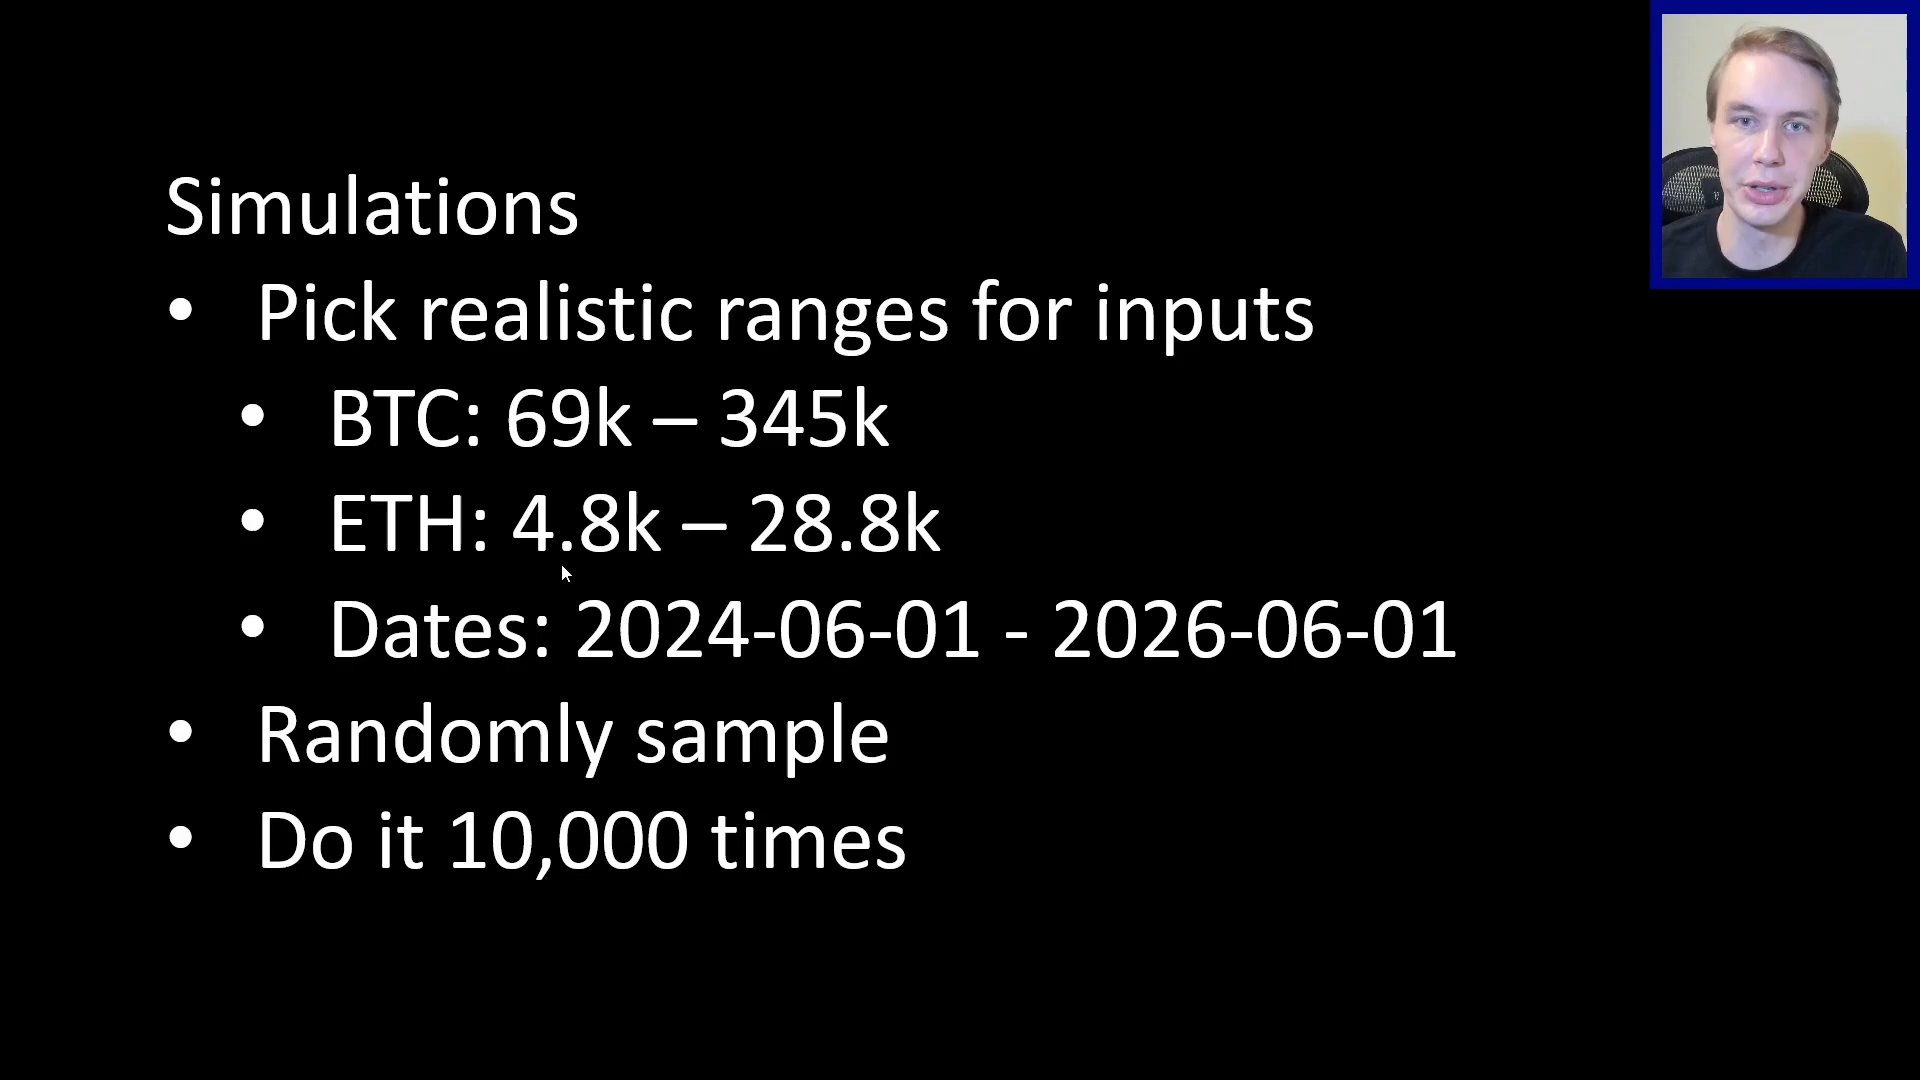 Simulations
• Pick realistic ranges for inputs
• BTC: 69k – 345k
• ETH: 4.8k – 28.8k
• Dates: 2024-06-01 - 2026-06-01
• Randomly sample
• Do it 10,000 times